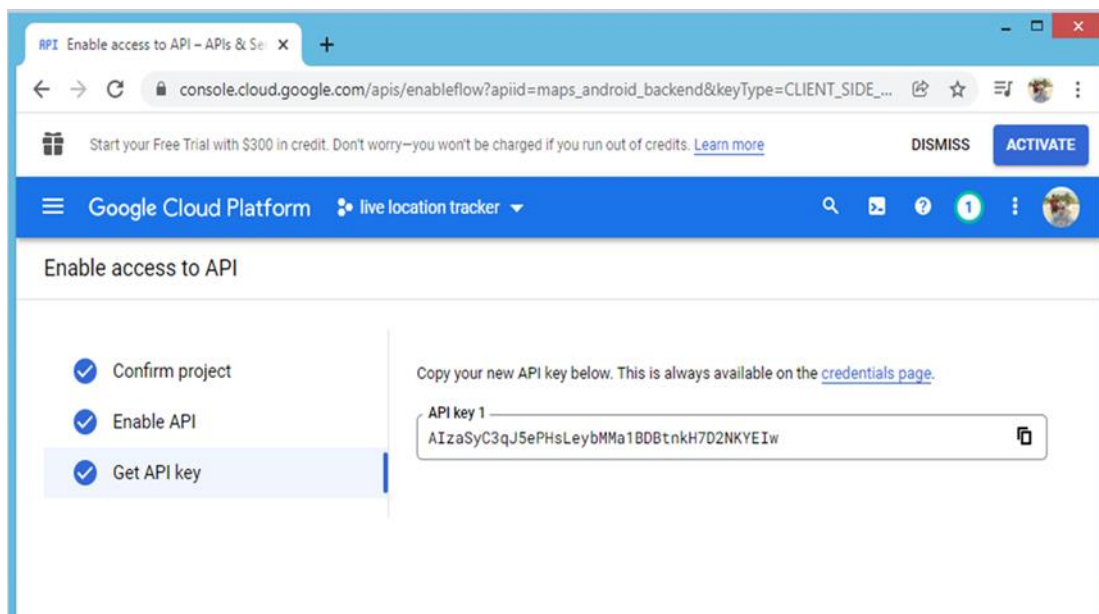 API Enable access to API – APIs & Se
console.cloud.google.com/apis/enableflow?apiid=maps_android_backend&keyType=CLIENT_SIDE_...
Start your Free Trial with $300 in credit. Don't worry—you won't be charged if you run out of credits. Learn more
DISMISS
ACTIVATE
Google Cloud Platform
live location tracker
1
Enable access to API
Confirm project
Enable API
Get API key
Copy your new API key below. This is always available on the credentials page.
API key 1
AIzaSyC3qJ5ePHsLeybMMa1BDBtnkH7D2NKYEIw